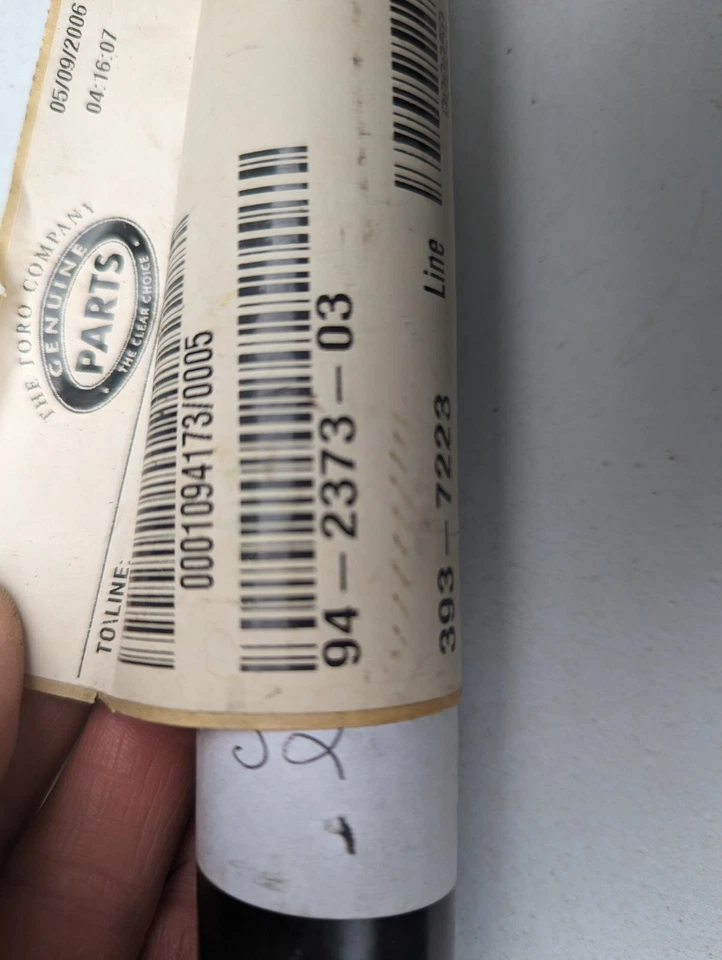 05/09/2006
04:16:07
THE TORO COMPANY
GENUINE
PARTS
THE CLEAR CHOICE
TO\LINE:
0001094173/0005
94-2373-03
393-7223
Line